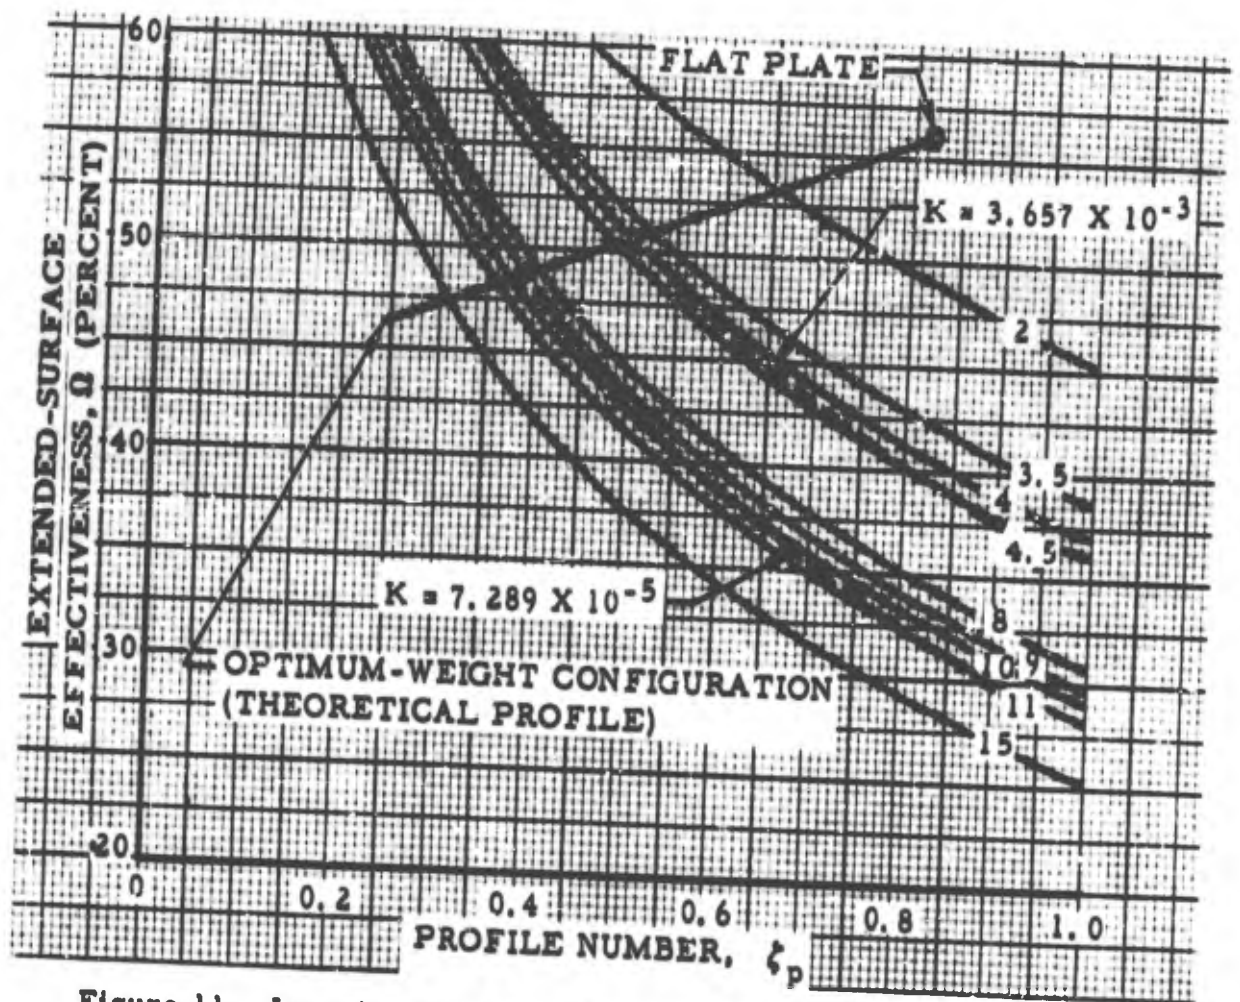 60
FLAT PLATE
K = 3.657 X 10-3
50
EXTENDED-SURFACE
EFFECTIVENESS, Ω (PERCENT)
2
40
3.5
4
4.5
K = 7.289 X 10-5
8
30
OPTIMUM-WEIGHT CONFIGURATION
(THEORETICAL PROFILE)
10
9
11
15
20
0
0.2
0.4
0.6
0.8
1.0
PROFILE NUMBER, ζp
Figure